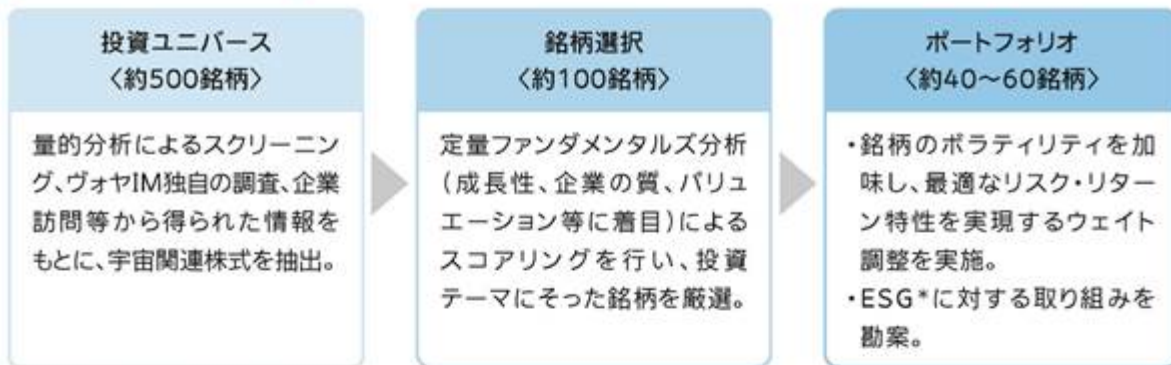 投資ユニバース
〈約500銘柄〉
量的分析によるスクリーニン
グ、ヴォヤIM独自の調査、企業
訪問等から得られた情報を
もとに、宇宙関連株式を抽出。
銘柄選択
〈約100銘柄〉
定量ファンダメンタルズ分析
(成長性、企業の質、バリュ
エーション等に着目)による
スコアリングを行い、投資
テーマにそった銘柄を厳選。
ポートフォリオ
〈約40～60銘柄〉
・銘柄のボラティリティを加
味し、最適なリスク・リター
ン特性を実現するウェイト
調整を実施。
・ESG*に対する取り組みを
勘案。